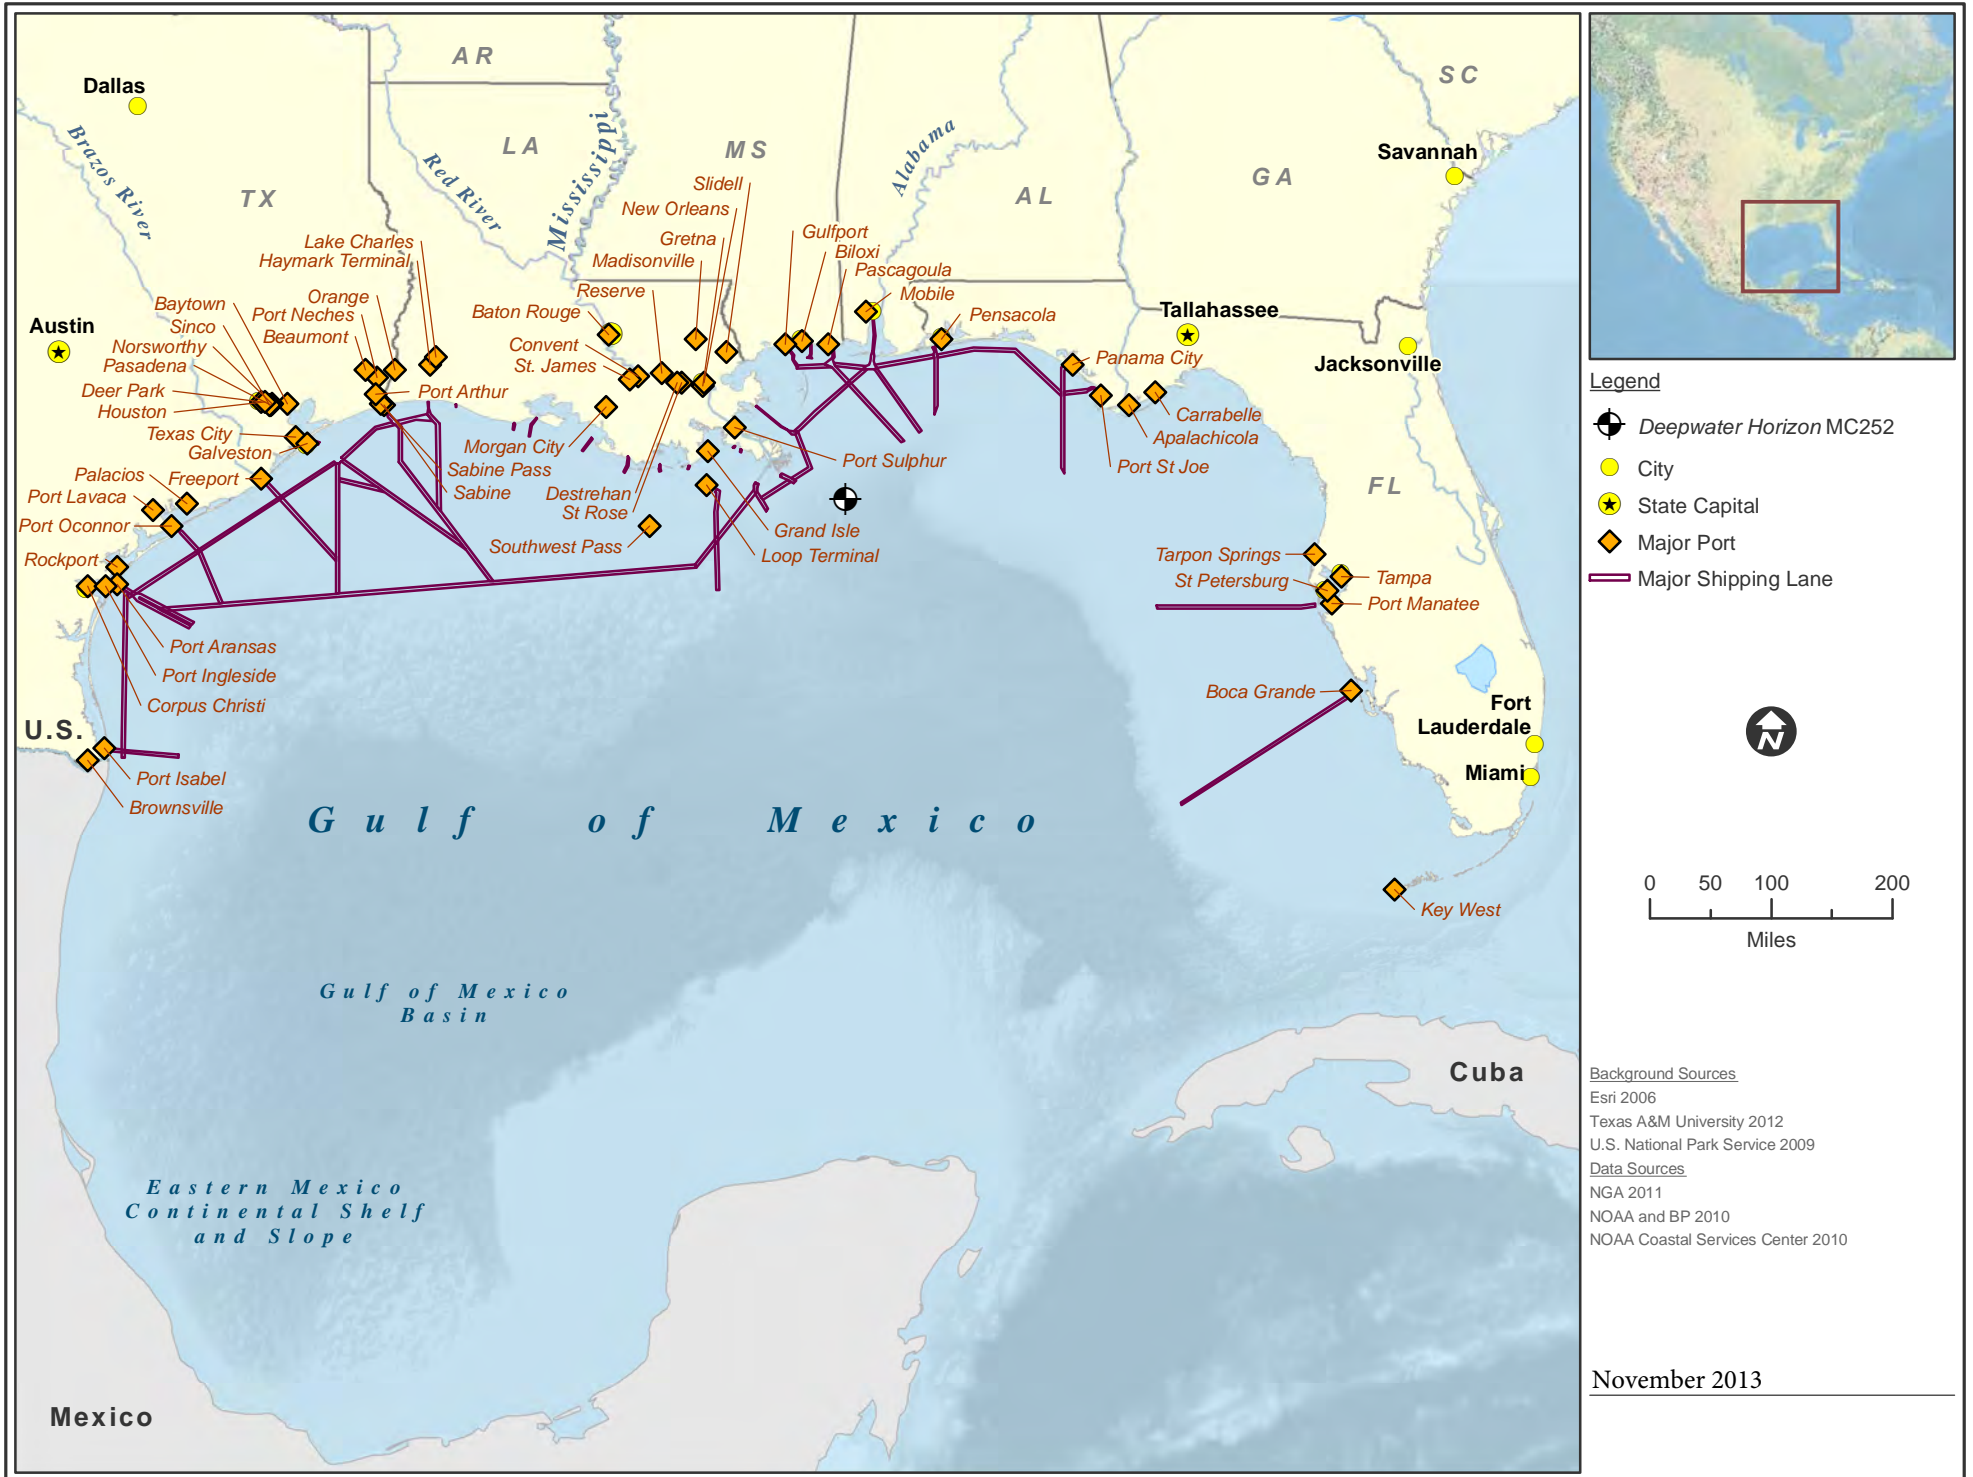 AR
SC
Dallas
Brazos River
LA
Red River
Mississippi
MS
Alabama
Savannah
TX
Slidell
AL
GA
New Orleans
Lake Charles
Gretna
Gulfport
Haymark Terminal
Madisonville
Biloxi
Pascagoula
Baytown
Orange
Reserve
Mobile
Sinco
Port Neches
Baton Rouge
Pensacola
Tallahassee
Austin
Norsworthy
Beaumont
Convent
Pasadena
St. James
Panama City
Jacksonville
Deer Park
Port Arthur
Houston
Carrabelle
Texas City
Morgan City
Apalachicola
Galveston
Sabine Pass
Port Sulphur
Port St Joe
Palacios
Freeport
Sabine
Destrehan
FL
Port Lavaca
St Rose
Port Oconnor
Grand Isle
Southwest Pass
Loop Terminal
Tarpon Springs
Rockport
St Petersburg
Tampa
Port Manatee
Port Aransas
Port Ingleside
Boca Grande
Corpus Christi
Fort
Lauderdale
U.S.
Miami
Port Isabel
Brownsville
Gulf of Mexico
Key West
Gulf of Mexico
Basin
Cuba
Eastern Mexico
Continental Shelf
and Slope
Mexico
Legend
Deepwater Horizon MC252
City
State Capital
Major Port
Major Shipping Lane
N
0 50 100 200
Miles
Background Sources
Esri 2006
Texas A&M University 2012
U.S. National Park Service 2009
Data Sources
NGA 2011
NOAA and BP 2010
NOAA Coastal Services Center 2010
November 2013